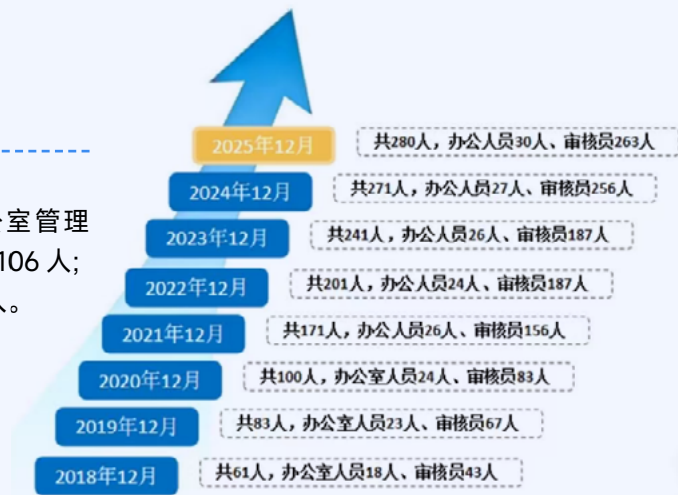 2025年12月 共280人，办公人员30人、审核员263人
2024年12月 共271人，办公人员27人、审核员256人
室管理
2023年12月 共241人，办公人员26人、审核员187人
106 人;
2022年12月 共201人，办公人员24人、审核员187人
人。
2021年12月 共171人，办公人员26人、审核员156人
2020年12月 共100人，办公室人员24人、审核员83人
2019年12月 共83人，办公室人员23人、审核员67人
2018年12月 共61人，办公室人员18人、审核员43人